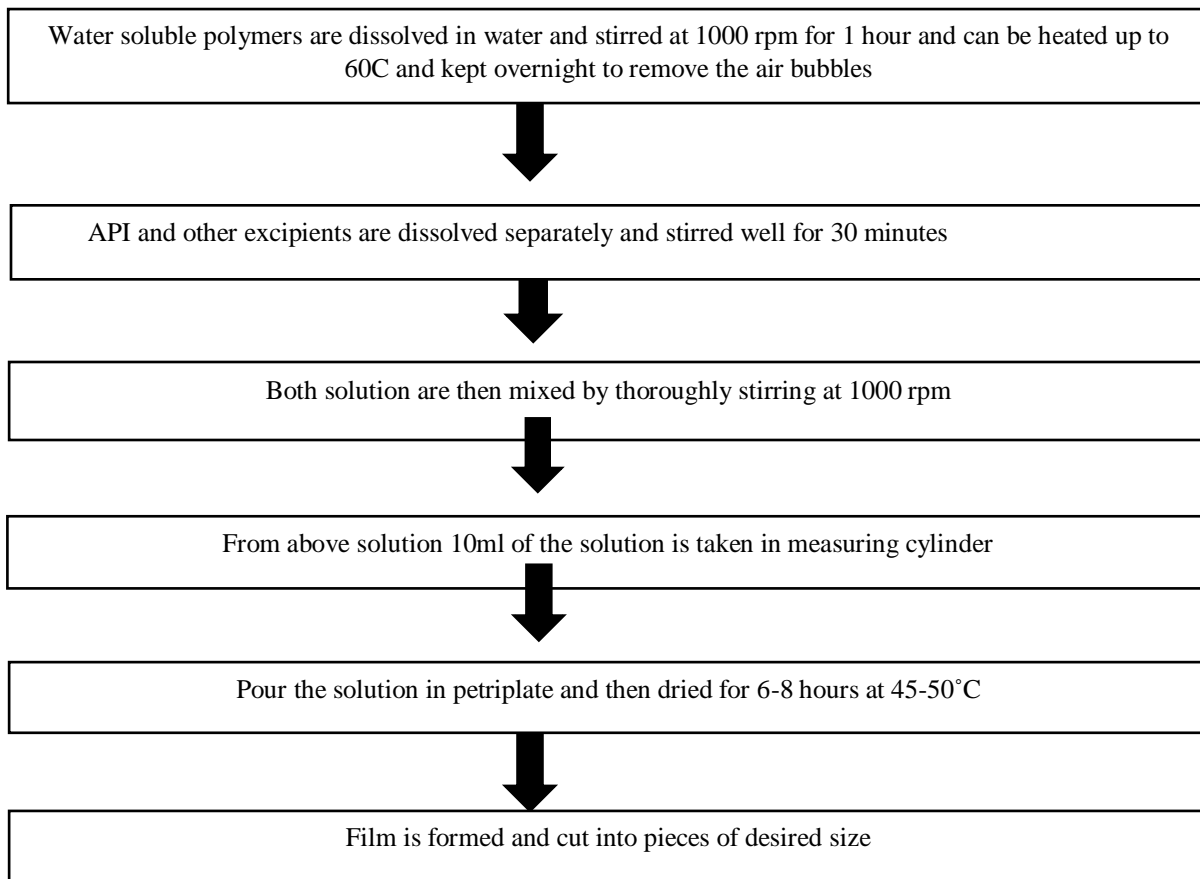 Water soluble polymers are dissolved in water and stirred at 1000 rpm for 1 hour and can be heated up to
60C and kept overnight to remove the air bubbles
API and other excipients are dissolved separately and stirred well for 30 minutes
Both solution are then mixed by thoroughly stirring at 1000 rpm
From above solution 10ml of the solution is taken in measuring cylinder
Pour the solution in petriplate and then dried for 6-8 hours at 45-50˚C
Film is formed and cut into pieces of desired size